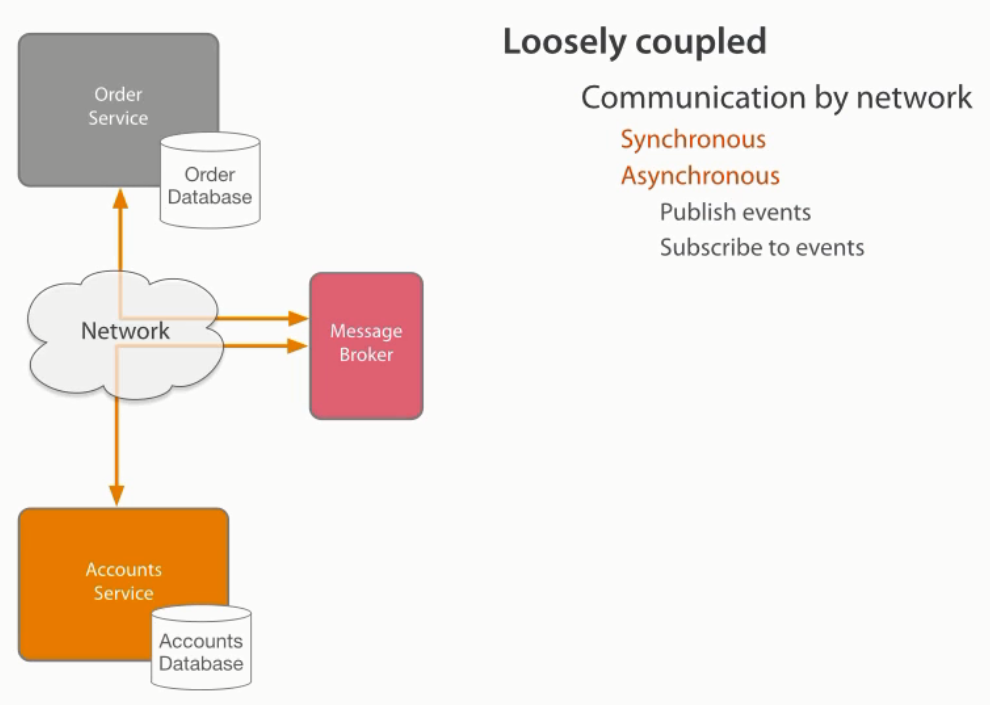 Loosely coupled
Communication by network
Synchronous
Asynchronous
Publish events
Subscribe to events
Order
Service
Order
Database
Network
Message
Broker
Accounts
Service
Accounts
Database